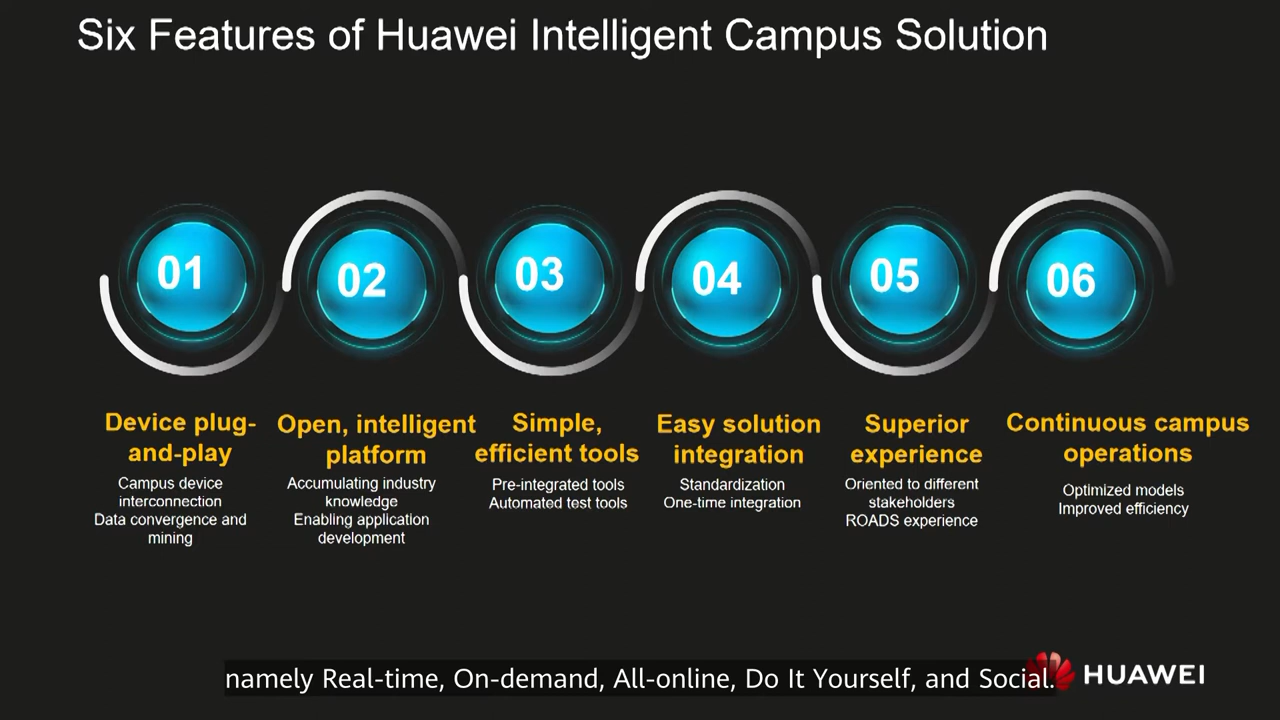 Six Features of Huawei Intelligent Campus Solution
01
02
03
04
05
06
Device plug-
and-play
Campus device
interconnection
Data convergence and
mining
Open, intelligent
platform
Accumulating industry
knowledge
Enabling application
development
Simple,
efficient tools
Pre-integrated tools
Automated test tools
Easy solution
integration
Standardization
One-time integration
Superior
experience
Oriented to different
stakeholders
ROADS experience
Continuous campus
operations
Optimized models
Improved efficiency
namely Real-time, On-demand, All-online, Do It Yourself, and Social.
HUAWEI